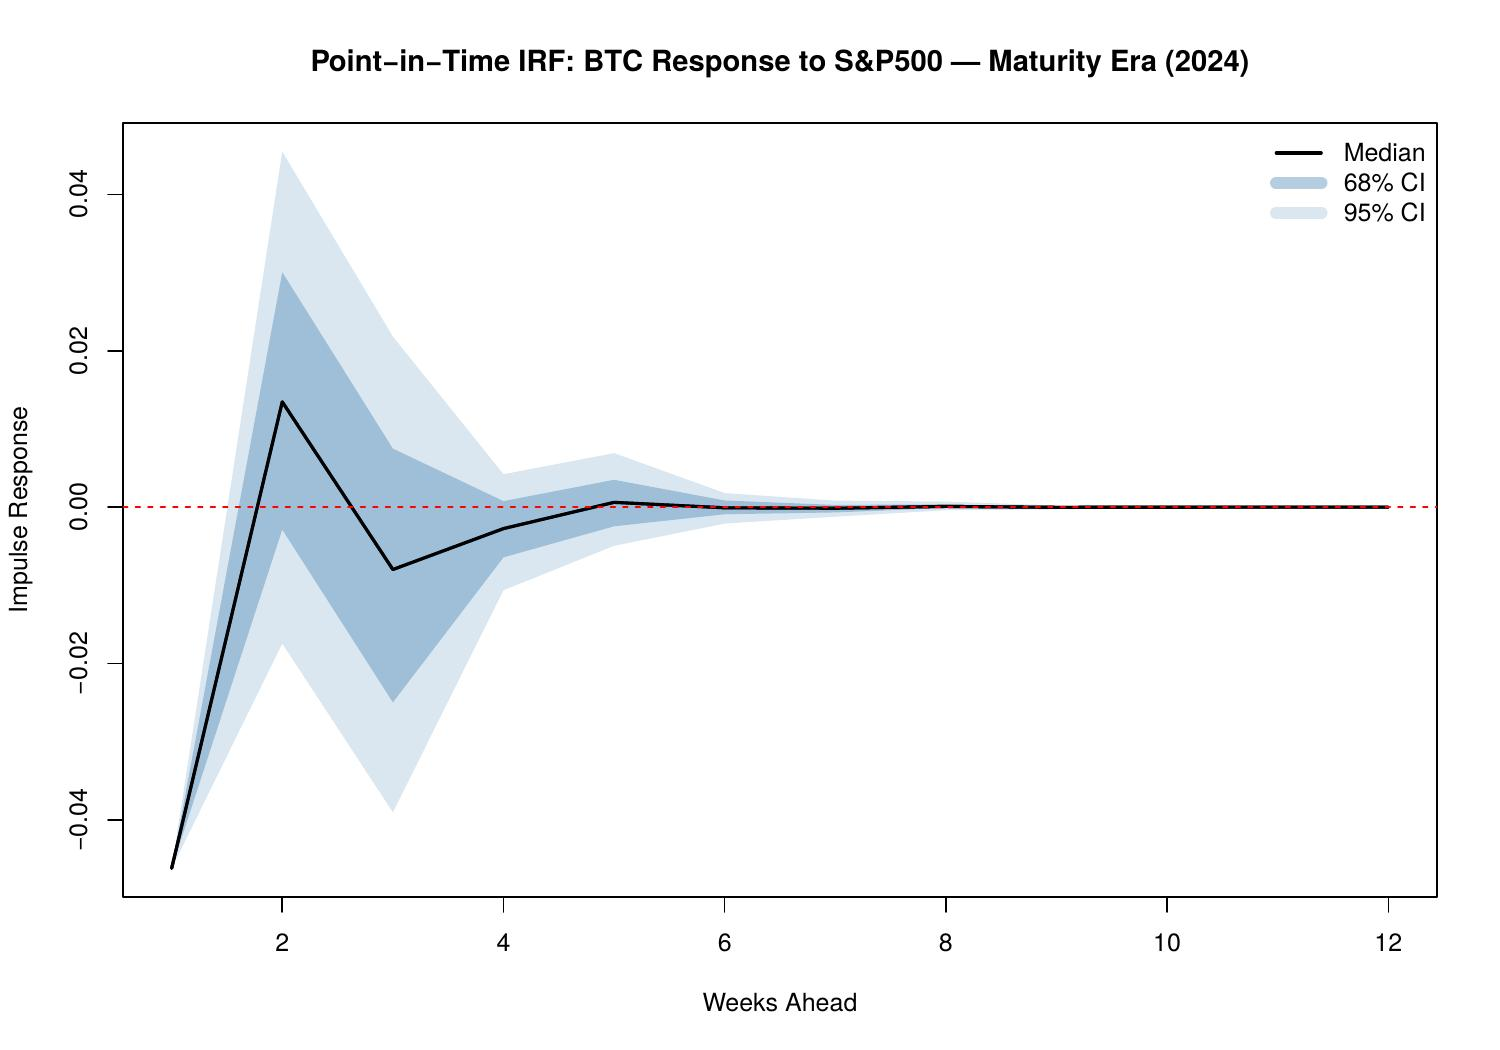 Point−in−Time IRF: BTC Response to S&P500 — Maturity Era (2024)
Median
68% CI
95% CI
Impulse Response
0.04
0.02
0.00
−0.02
−0.04
2 4 6 8 10 12
Weeks Ahead